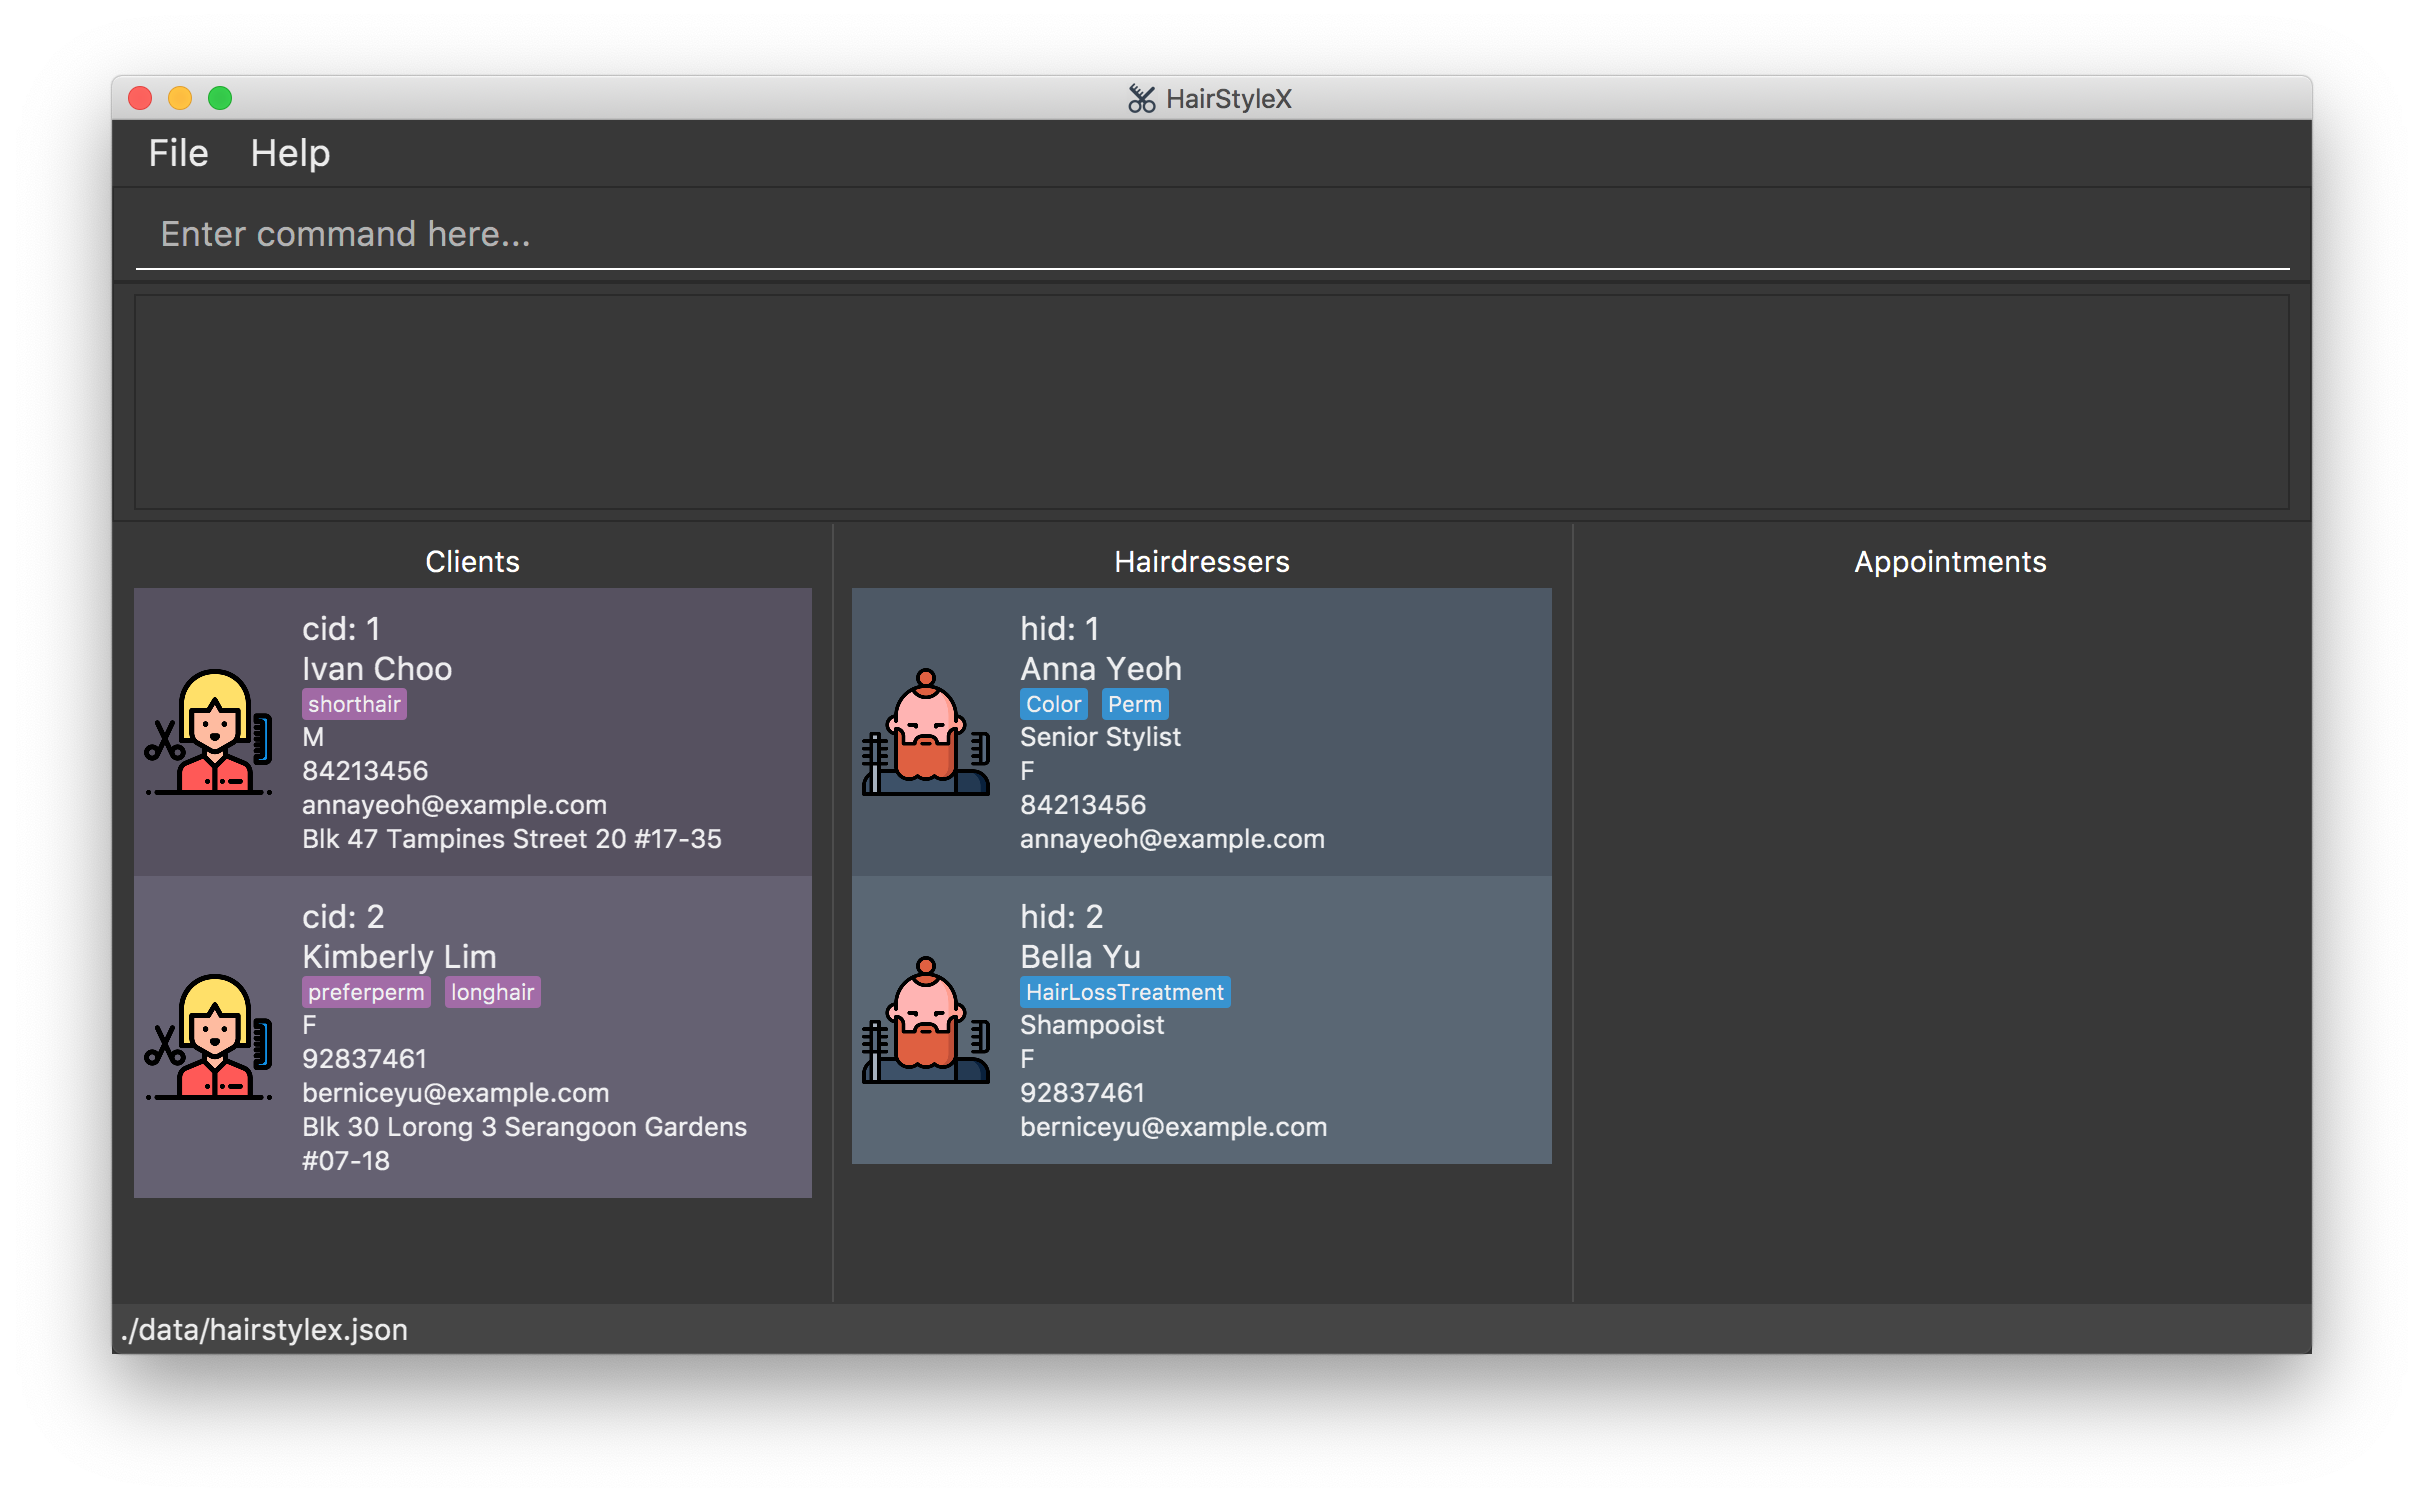 HairStyleX
File Help
Enter command here...
Clients
cid: 1
Ivan Choo
shorthair
M
84213456
annayeoh@example.com
Blk 47 Tampines Street 20 #17-35
cid: 2
Kimberly Lim
preferperm longhair
F
92837461
berniceyu@example.com
Blk 30 Lorong 3 Serangoon Gardens
#07-18
Hairdressers
hid: 1
Anna Yeoh
Color Perm
Senior Stylist
F
84213456
annayeoh@example.com
hid: 2
Bella Yu
HairLossTreatment
Shampooist
F
92837461
berniceyu@example.com
Appointments
./data/hairstylex.json